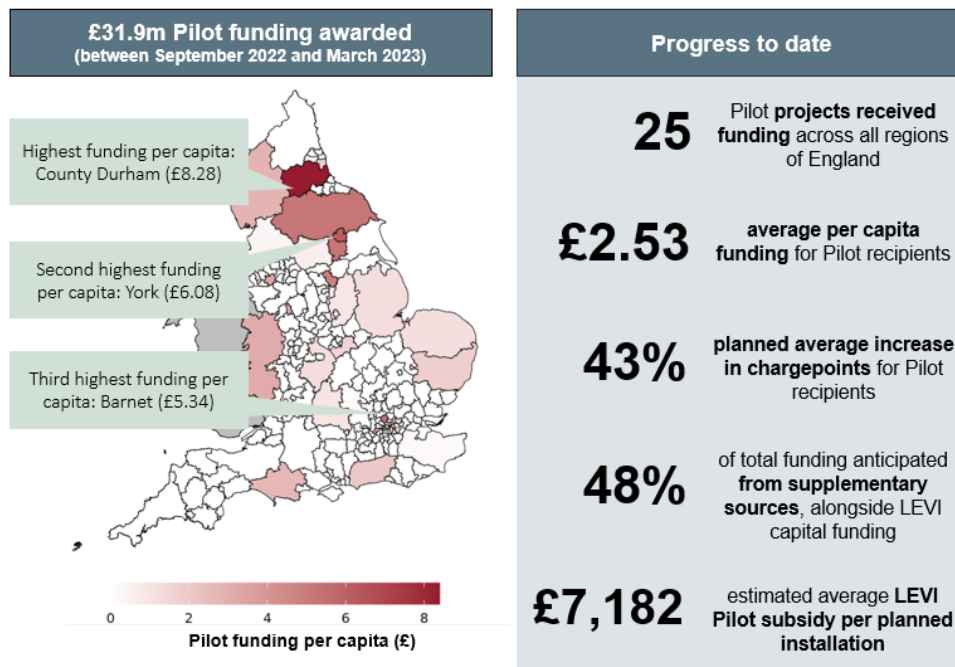 £31.9m Pilot funding awarded
(between September 2022 and March 2023)
Highest funding per capita:
County Durham (£8.28)
Second highest funding
per capita: York (£6.08)
Third highest funding per
capita: Barnet (£5.34)
0 2 4 6 8
Pilot funding per capita (£)
Progress to date
25
Pilot projects received
funding across all regions
of England
£2.53
average per capita
funding for Pilot recipients
43%
planned average increase
in chargepoints for Pilot
recipients
48%
of total funding anticipated
from supplementary
sources, alongside LEVI
capital funding
£7,182
estimated average LEVI
Pilot subsidy per planned
installation